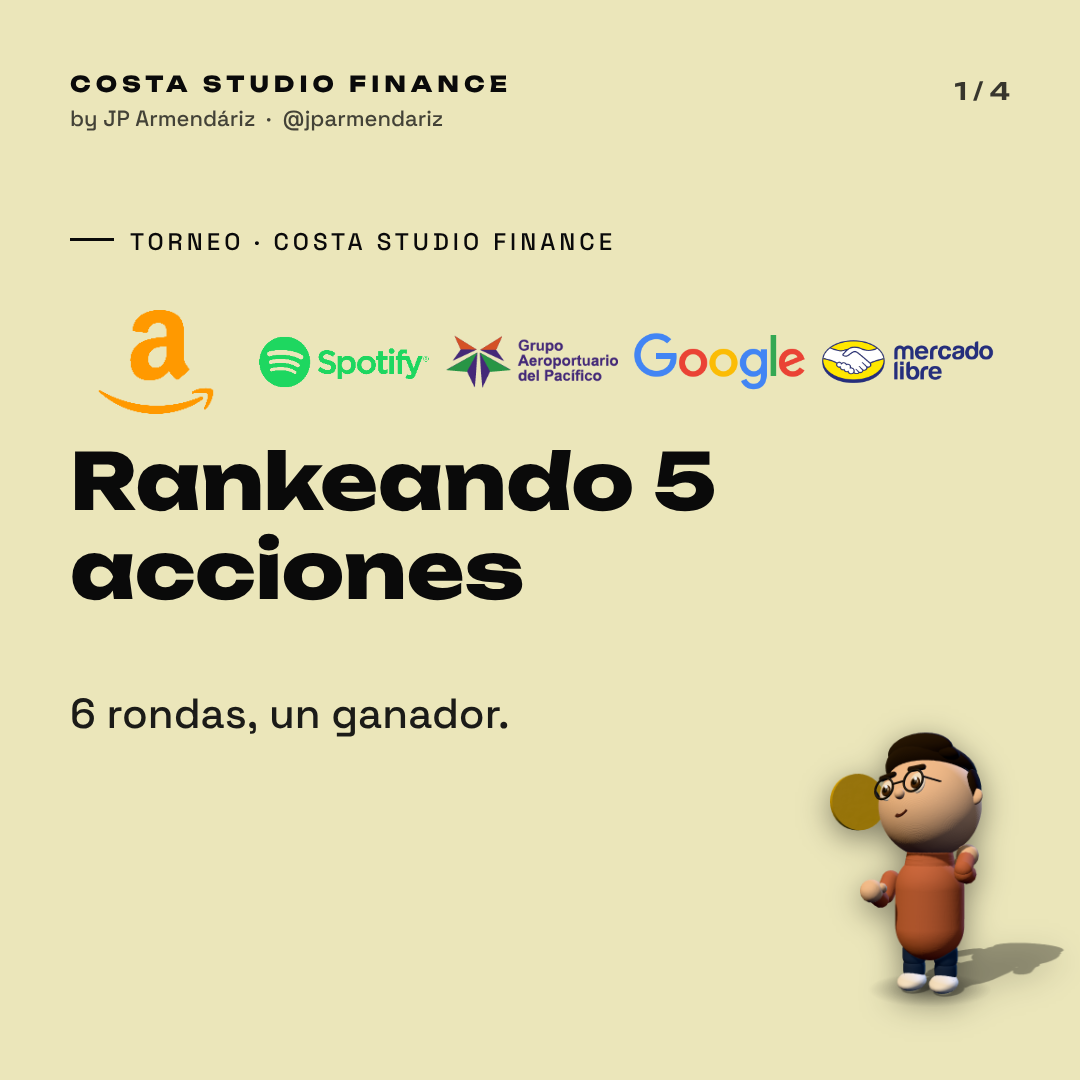 COSTA STUDIO FINANCE
by JP Armendáriz · @jparmendariz
1/4
TORNEO · COSTA STUDIO FINANCE
a
Spotify
Grupo
Aeroportuario
del Pacífico
Google
mercado
libre
Rankeando 5
acciones
6 rondas, un ganador.